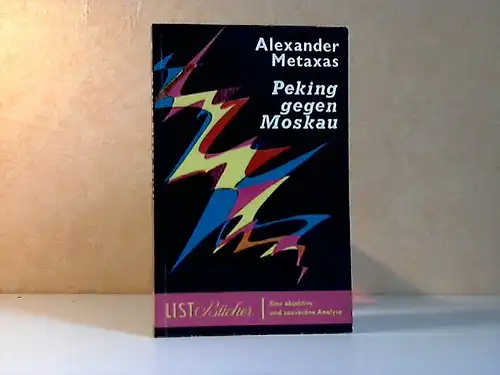 Alexander
Metaxas
Peking
gegen
Moskau
LIST Bücher
Eine objektive
und souveräne Analyse